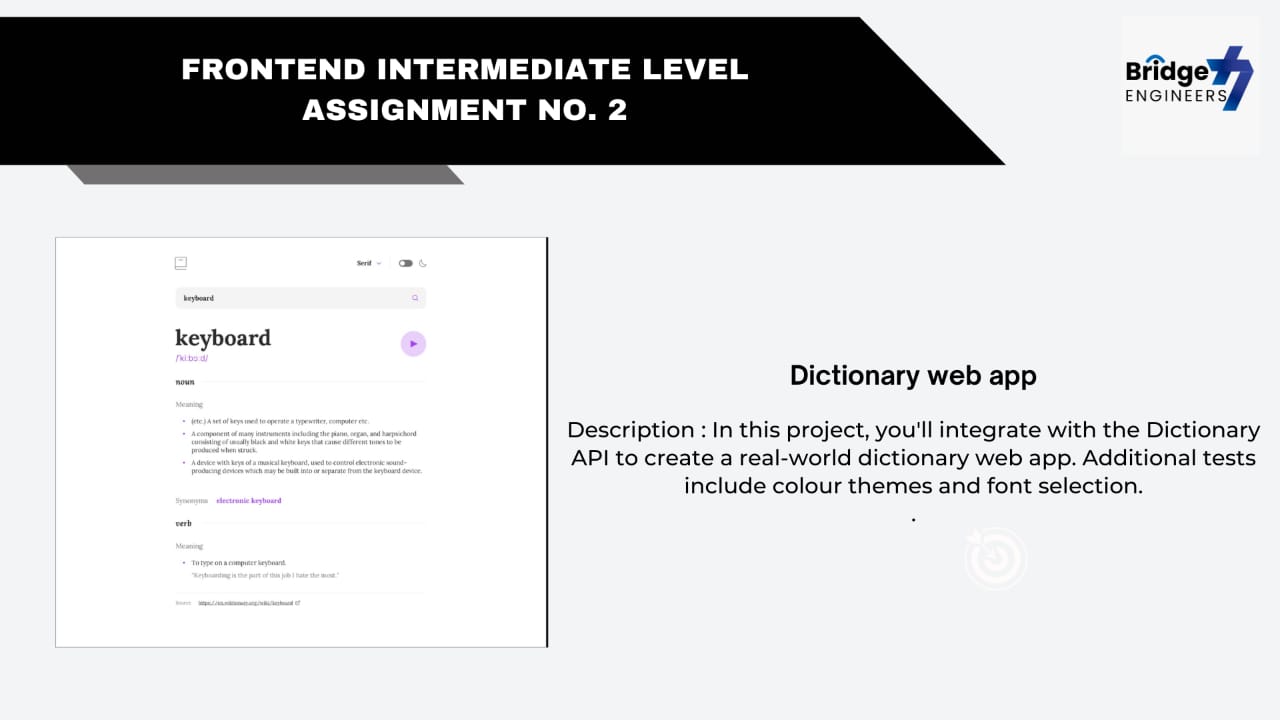 FRONTEND INTERMEDIATE LEVEL
ASSIGNMENT NO. 2
Bridge
ENGINEERS
Serif
keyboard
keyboard
/ˈkiːbɔːd/
noun
Meaning
• (etc.) A set of keys used to operate a typewriter, computer etc.
• A component of many instruments including the piano, organ, and harpsichord
consisting of usually black and white keys that cause different tones to be
produced when struck.
• A device with keys of a musical keyboard, used to control electronic sound-
producing devices which may be built into or separate from the keyboard device.
Synonyms electronic keyboard
verb
Meaning
• To type on a computer keyboard.
"Keyboarding is the part of this job I hate the most."
Source https://en.wiktionary.org/wiki/keyboard
Dictionary web app
Description : In this project, you'll integrate with the Dictionary
API to create a real-world dictionary web app. Additional tests
include colour themes and font selection.
.